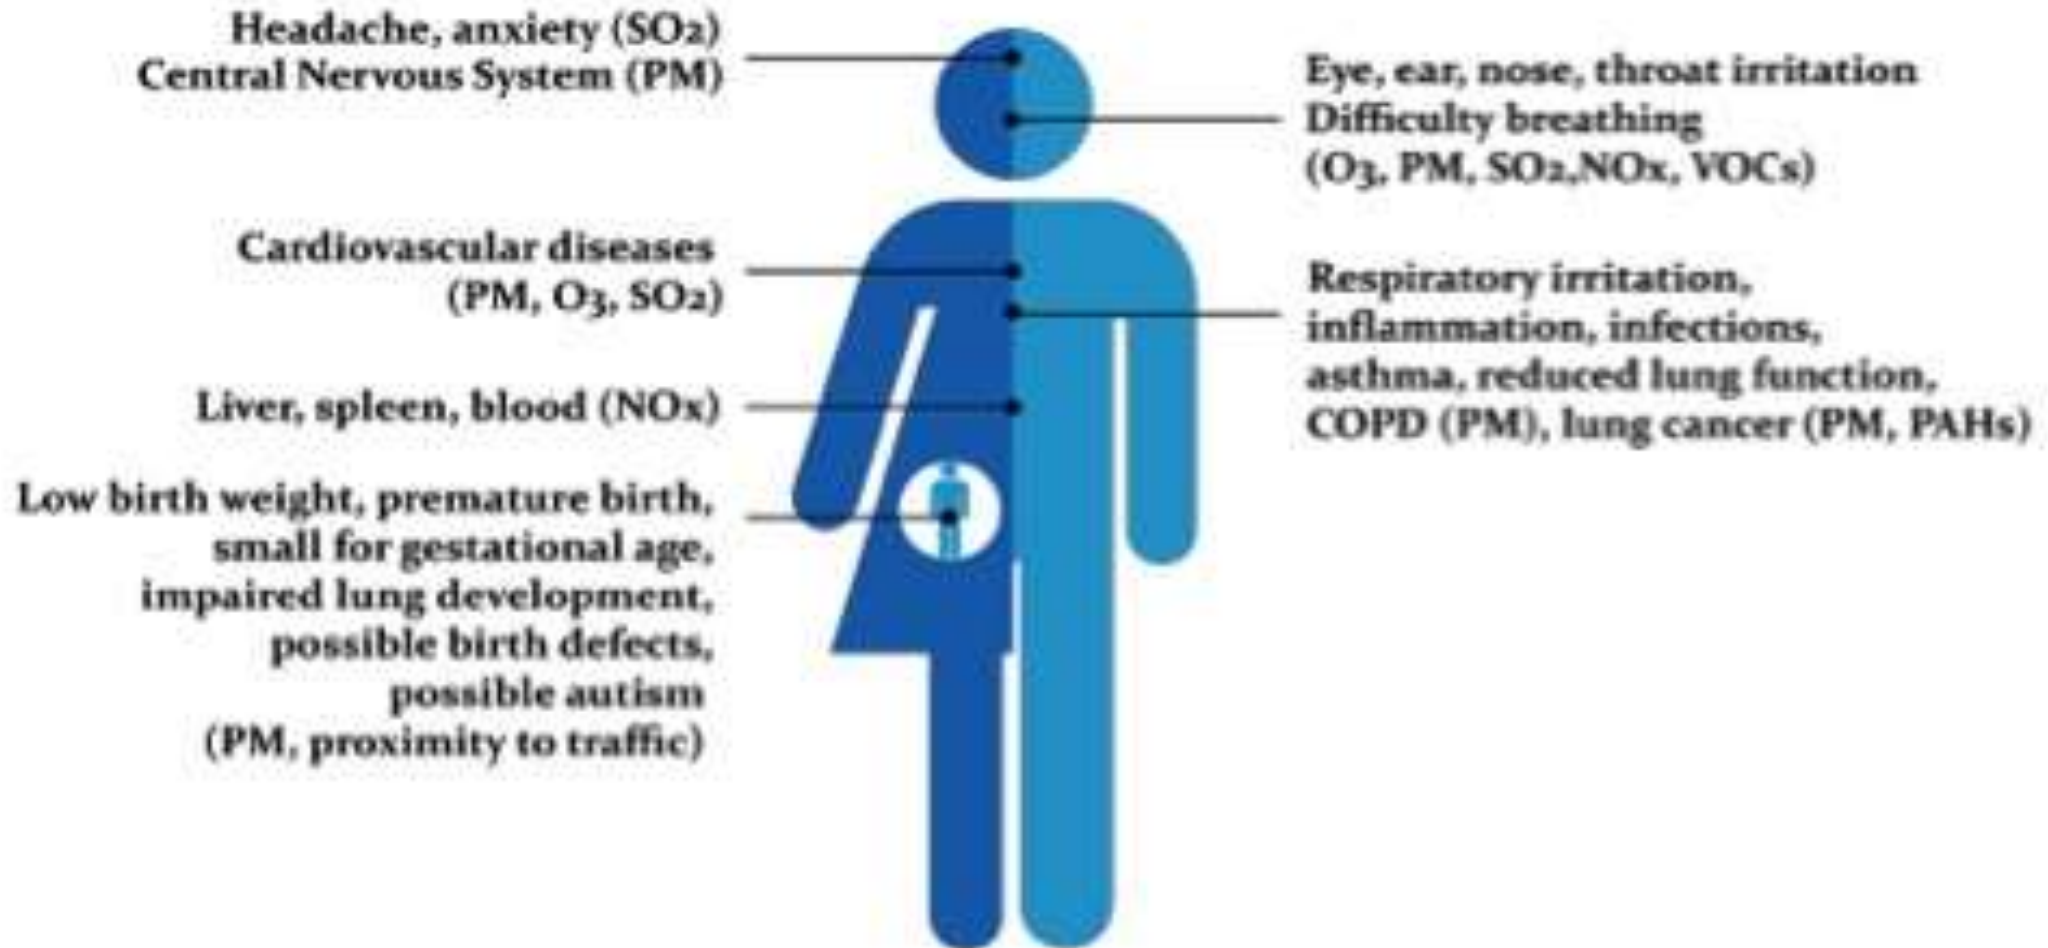 Headache, anxiety (SO2)
Central Nervous System (PM)
Eye, ear, nose, throat irritation
Difficulty breathing
(O3, PM, SO2,NOx, VOCs)
Cardiovascular diseases
(PM, O3, SO2)
Respiratory irritation,
inflammation, infections,
asthma, reduced lung function,
COPD (PM), lung cancer (PM, PAHs)
Liver, spleen, blood (NOx)
Low birth weight, premature birth,
small for gestational age,
impaired lung development,
possible birth defects,
possible autism
(PM, proximity to traffic)